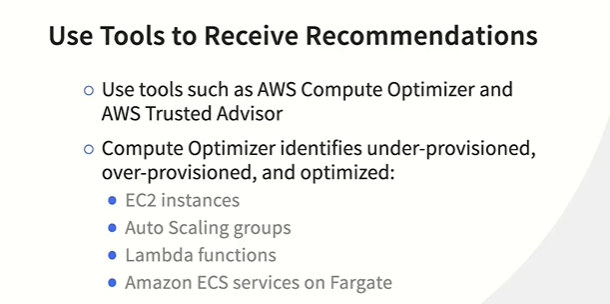 Use Tools to Receive Recommendations
Use tools such as AWS Compute Optimizer and
AWS Trusted Advisor
Compute Optimizer identifies under-provisioned,
over-provisioned, and optimized:
EC2 instances
Auto Scaling groups
Lambda functions
Amazon ECS services on Fargate